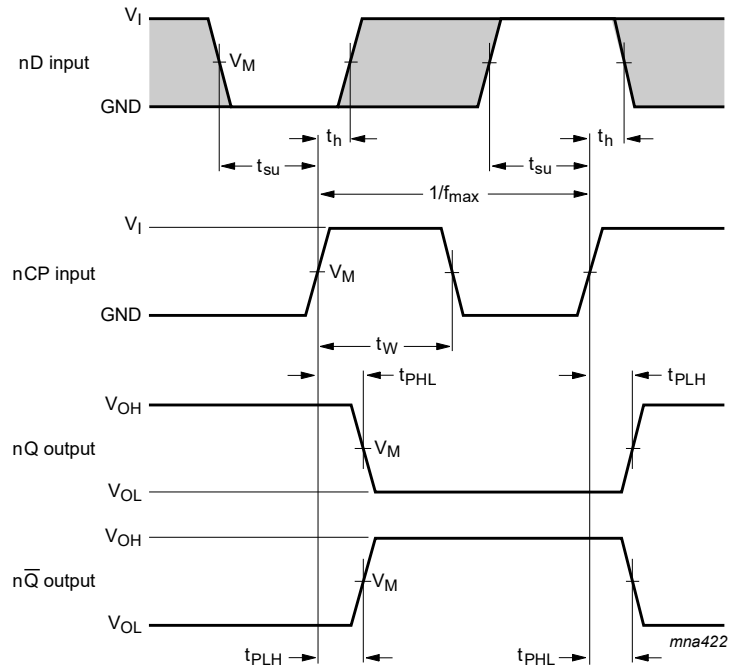 V_I
nD input
V_M
GND
t_h
t_h
t_su
t_su
1/f_max
V_I
nCP input
V_M
GND
t_W
t_PHL
t_PLH
V_OH
nQ output
V_M
V_OL
V_OH
nQ̅ output
V_M
V_OL
mna422
t_PLH
t_PHL